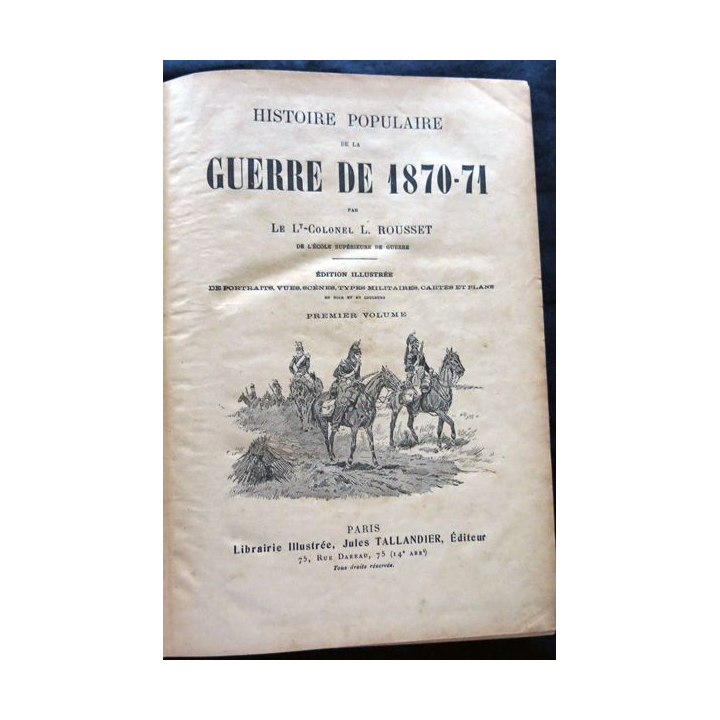 HISTOIRE POPULAIRE
DE LA
GUERRE DE 1870-71
PAR
LE LT-COLONEL L. ROUSSET
DE L'ÉCOLE SUPÉRIEURE DE GUERRE
ÉDITION ILLUSTRÉE
DE PORTRAITS, VUES, SCÈNES, TYPES MILITAIRES, CARTES ET PLANS
EN NOIR ET EN COULEURS
PREMIER VOLUME
PARIS
Librairie Illustrée, Jules TALLANDIER, Éditeur
75, RUE DAREAU, 75 (14e ARRt)
Tous droits réservés.